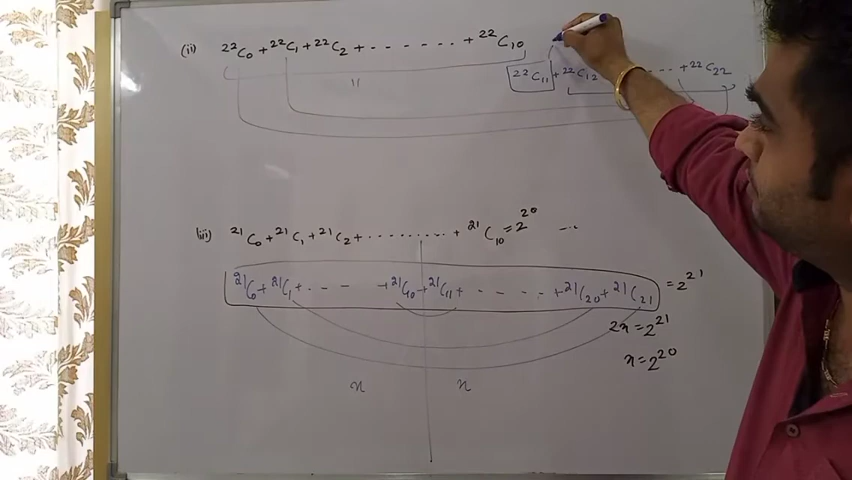 (ii) ²²C₀ + ²²C₁ + ²²C₂ + - - - - - - + ²²C₁₀
11
²²C₁₁ + ²²C₁₂ - - - + ²²C₂₂
(iii) ²¹C₀ + ²¹C₁ + ²¹C₂ + - - - - - - - - + ²¹C₁₀ = 2²⁰ - - -
²¹C₀ + ²¹C₁ + - - - - + ²¹C₁₀ + ²¹C₁₁ + - - - - - + ²¹C₂₀ + ²¹C₂₁ = 2²¹
2x = 2²¹
x = 2²⁰
x x